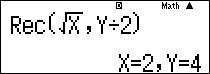 D Math ▲
Rec(√X,Y÷2)
X=2,Y=4